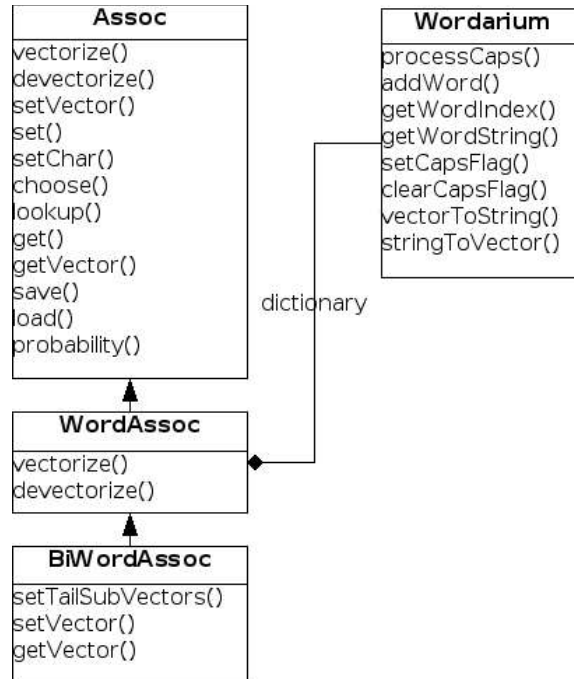 Assoc
vectorize()
devectorize()
setVector()
set()
setChar()
choose()
lookup()
get()
getVector()
save()
load()
probability()
Wordarium
processCaps()
addWord()
getWordIndex()
getWordString()
setCapsFlag()
clearCapsFlag()
vectorToString()
stringToVector()
dictionary
WordAssoc
vectorize()
devectorize()
BiWordAssoc
setTailSubVectors()
setVector()
getVector()